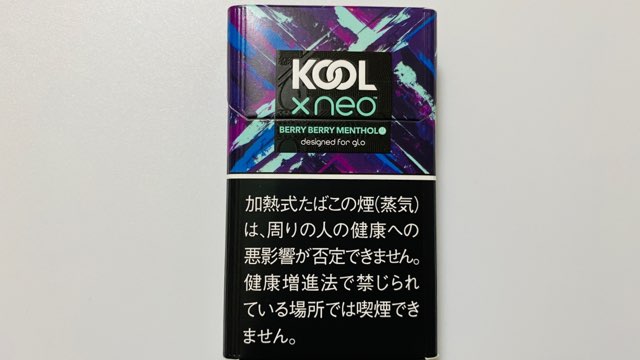 KOOL
x neo™
BERRY BERRY MENTHOL
designed for glo
加熱式たばこの煙(蒸気)
は、周りの人の健康への
悪影響が否定できません。
健康増進法で禁じられ
ている場所では喫煙でき
ません。